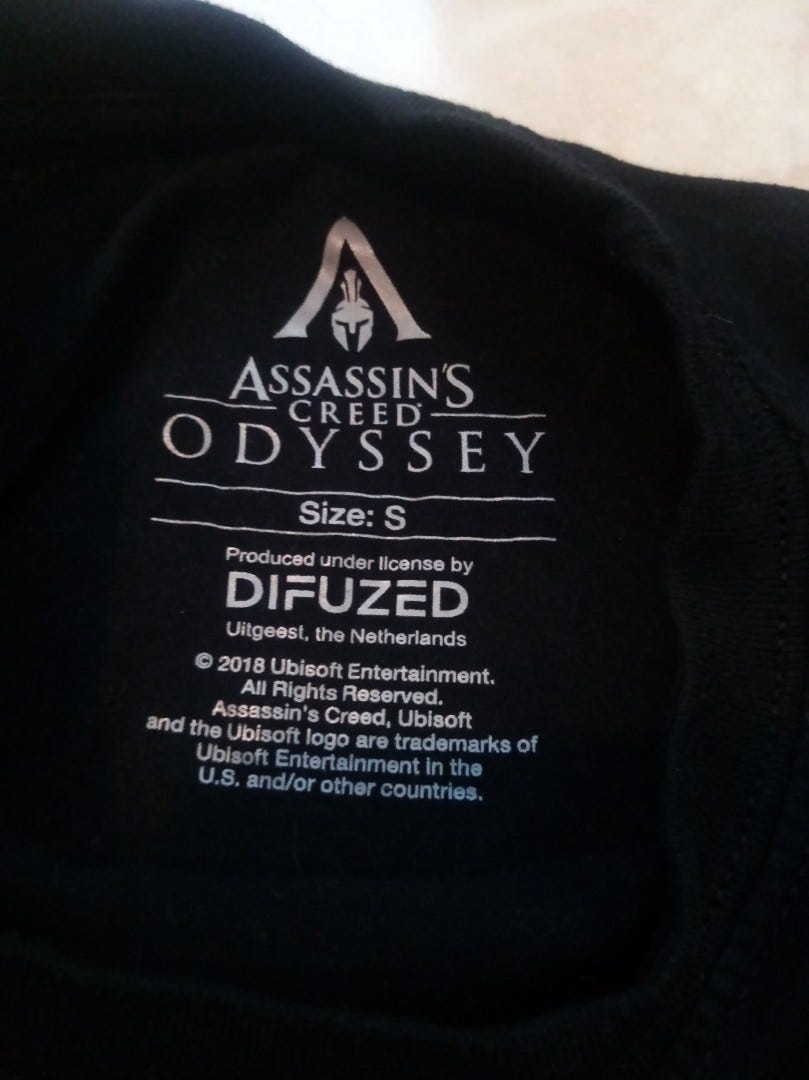 ASSASSIN'S
CREED®
ODYSSEY
Size: S
Produced under license by
DIFUZED
Uitgeest, the Netherlands
© 2018 Ubisoft Entertainment.
All Rights Reserved.
Assassin's Creed, Ubisoft
and the Ubisoft logo are trademarks of
Ubisoft Entertainment in the
U.S. and/or other countries.